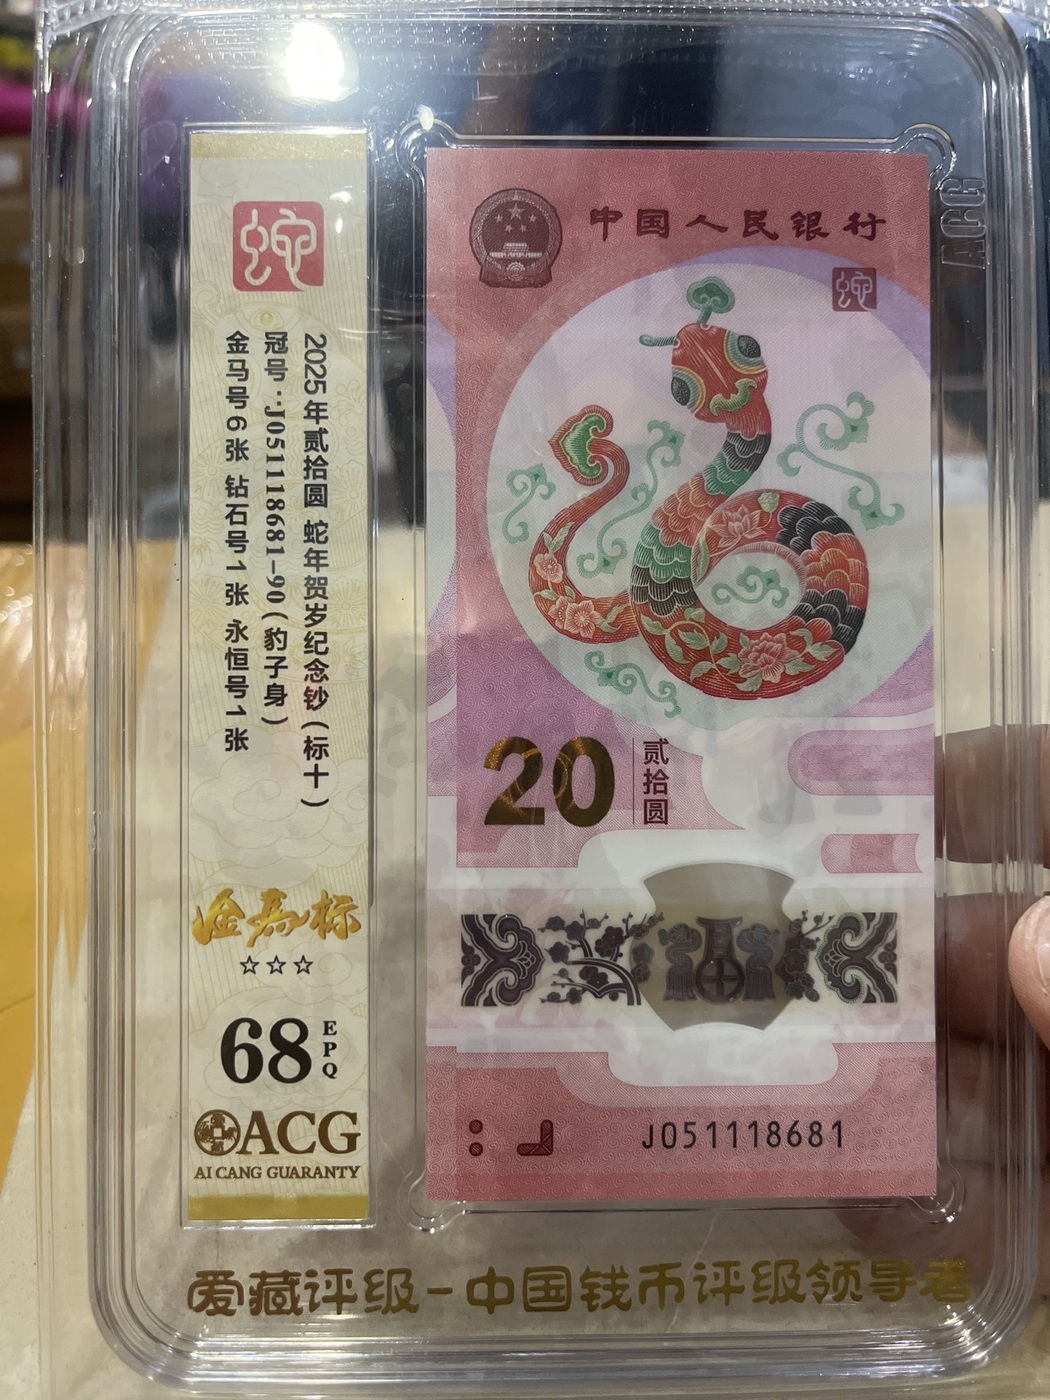 蛇
2025年贰拾圆 蛇年贺岁纪念钞（标十）
冠号：J051118681-90（豹子身）
金马号6张 钻石号1张 永恒号1张
金马标
☆☆☆
68
EPQ
ACG
AI CANG GUARANTY
中国人民银行
蛇
20
贰拾圆
J051118681
ACG
爱藏评级-中国钱币评级领导者